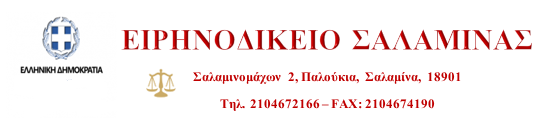 ΕΛΛΗΝΙΚΗ ΔΗΜΟΚΡΑΤΙΑ
ΕΙΡΗΝΟΔΙΚΕΙΟ ΣΑΛΑΜΙΝΑΣ
Σαλαμινομάχων 2, Παλούκια, Σαλαμίνα, 18901
Τηλ. 2104672166 – FAX: 2104674190